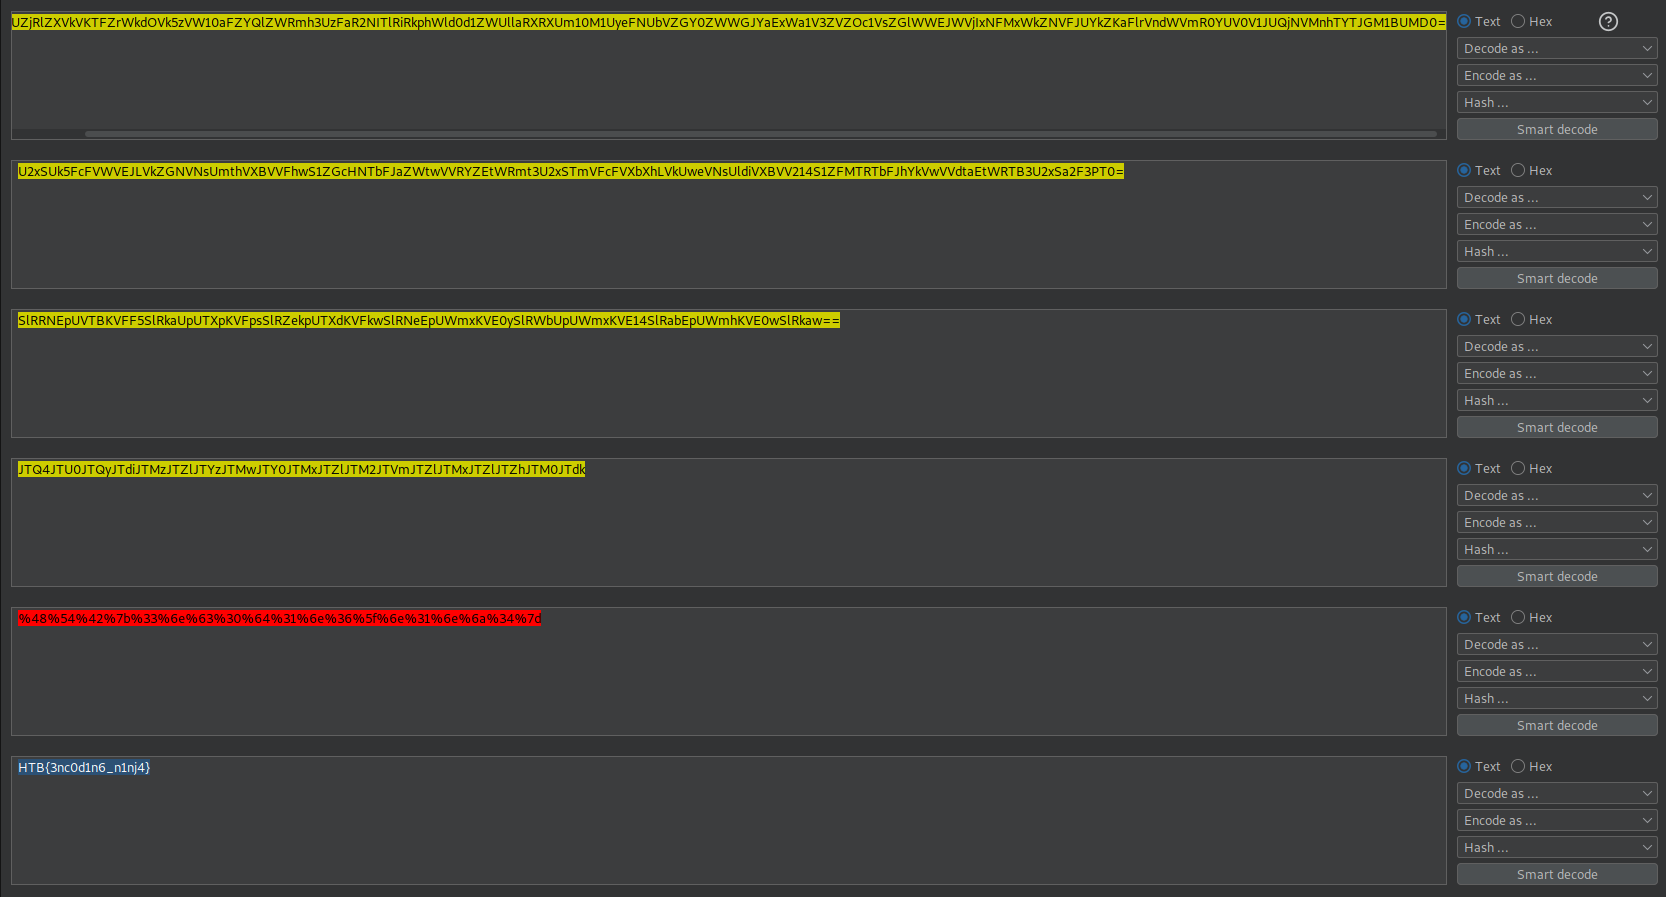 UZjRlZXVkVKTFZrWkdOVk5zVW10aFZYQlZWRmh3UzFaR2NITlRiRkphWld0d1ZWUllaRXRXUm10M1UyeFNUbVZGY0ZWWGJYaExWa1V3ZVZOc1VsZGlWWEJWVjIxNFMxWkZNVFJUYkZKaFlrVndWVmR0YUV0V1JUQjNVMnhTYTJGM1BUMD0=
Text Hex ?
Decode as ...
Encode as ...
Hash ...
Smart decode
U2xSUk5FcFVWVEJLVkZGNVNsUmthVXBVVFhwS1ZGcHNTbFJaZWtwVVRYZEtWRmt3U2xSTmVFcFVXbXhLVkUweVNsUldiVXBVV214S1ZFMTRTbFJhYkVwVVdtaEtWRTB3U2xSa2F3PT0=
Text Hex
Decode as ...
Encode as ...
Hash ...
Smart decode
SlRRNEpUVTBKVFF5SlRkaUpUTXpKVFpsSlRZekpUTXdKVFkwSlRNeEpUWmxKVE0ySlRWbUpUWmxKVE14SlRabEpUWmhKVE0wSlRkaw==
Text Hex
Decode as ...
Encode as ...
Hash ...
Smart decode
JTQ4JTU0JTQyJTdiJTMzJTZlJTYzJTMwJTY0JTMxJTZlJTM2JTVmJTZlJTMxJTZlJTZhJTM0JTdk
Text Hex
Decode as ...
Encode as ...
Hash ...
Smart decode
%48%54%42%7b%33%6e%63%30%64%31%6e%36%5f%6e%31%6e%6a%34%7d
Text Hex
Decode as ...
Encode as ...
Hash ...
Smart decode
HTB{3nc0d1n6_n1nj4}
Text Hex
Decode as ...
Encode as ...
Hash ...
Smart decode